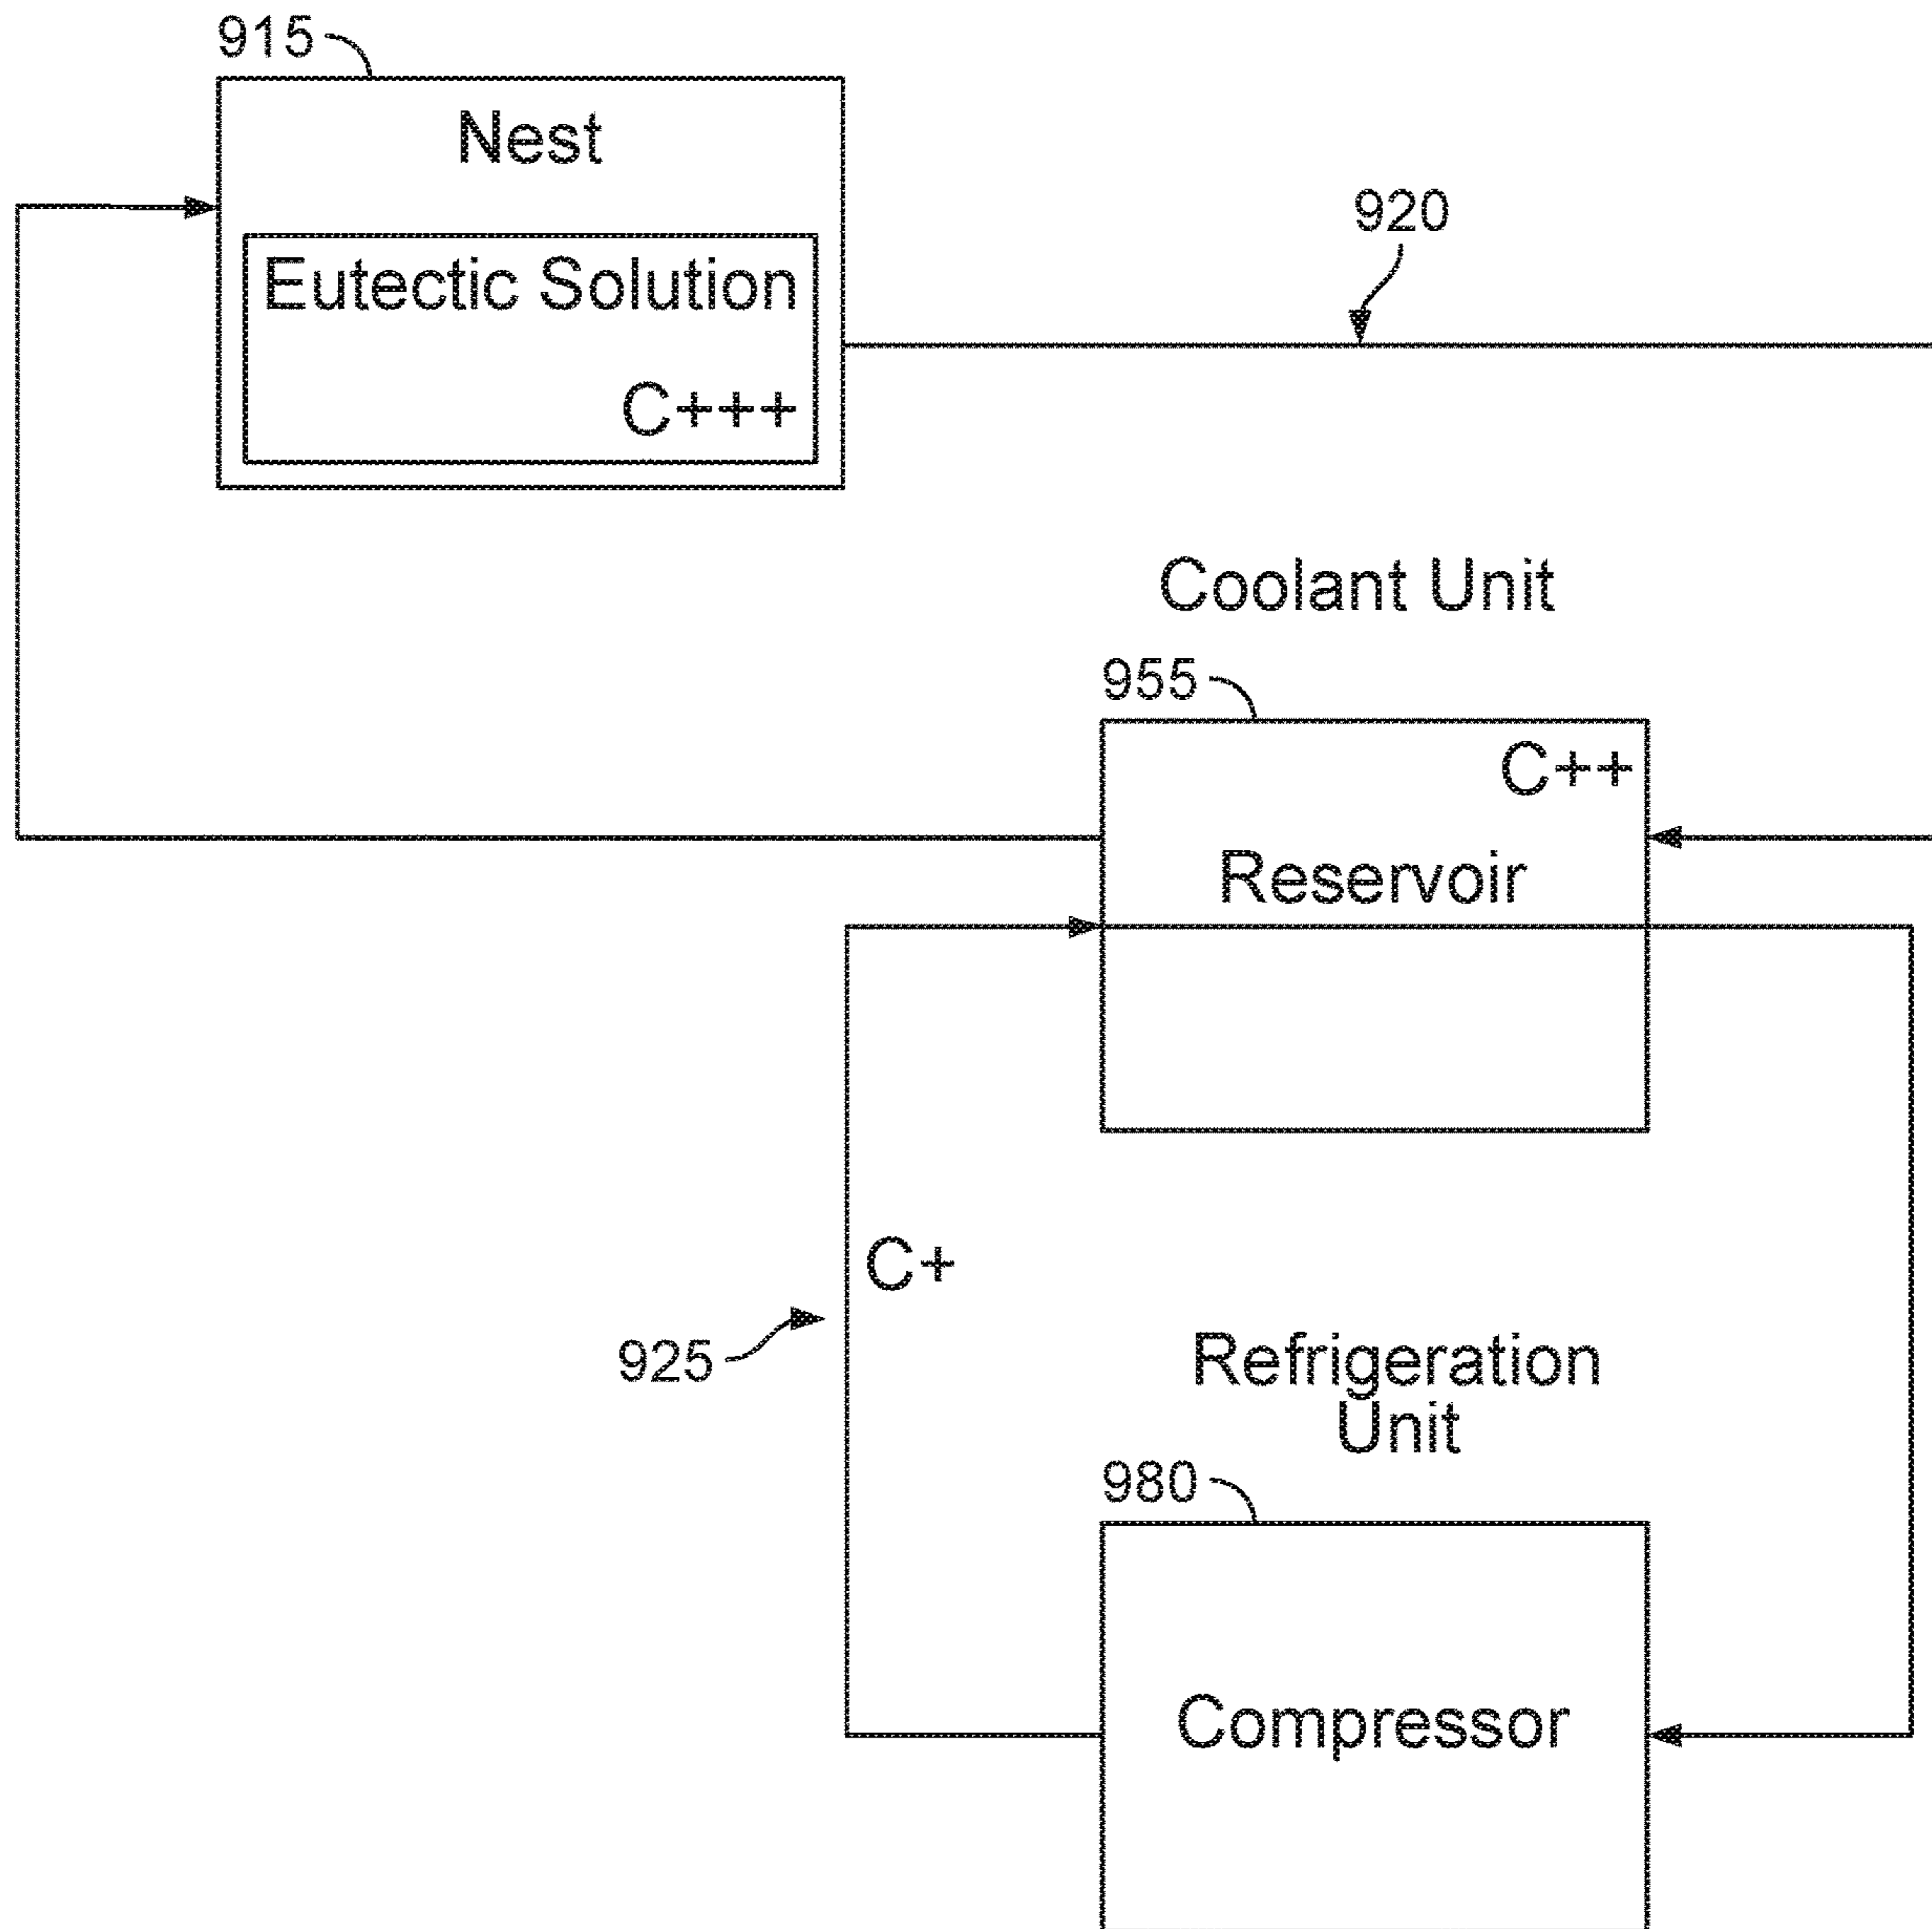 915
Nest
920
Eutectic Solution
C+++
Coolant Unit
955
C++
Reservoir
C+
925
Refrigeration
Unit
980
Compressor